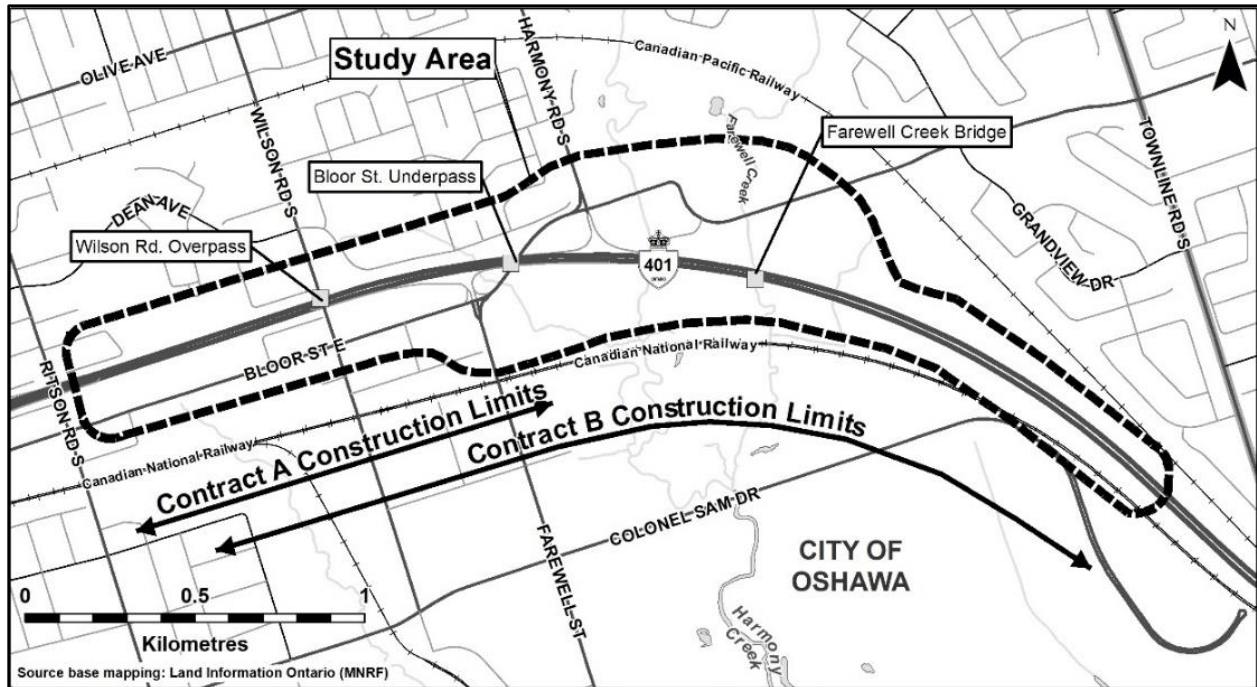 OLIVE AVE
Study Area
HARMONY RD S
Canadian Pacific Railway
N
WILSON RD S
Farewell Creek Bridge
TOWNLINE RD S
Bloor St. Underpass
Farewell Creek
DEAN AVE
Wilson Rd. Overpass
401
GRANDVIEW DR
RITSON RD S
BLOOR ST E
Canadian National Railway
Contract A Construction Limits
Contract B Construction Limits
Canadian National Railway
FAREWELL ST
COLONEL SAM DR
CITY OF
OSHAWA
Harmony
Creek
0 0.5 1
Kilometres
Source base mapping: Land Information Ontario (MNRF)